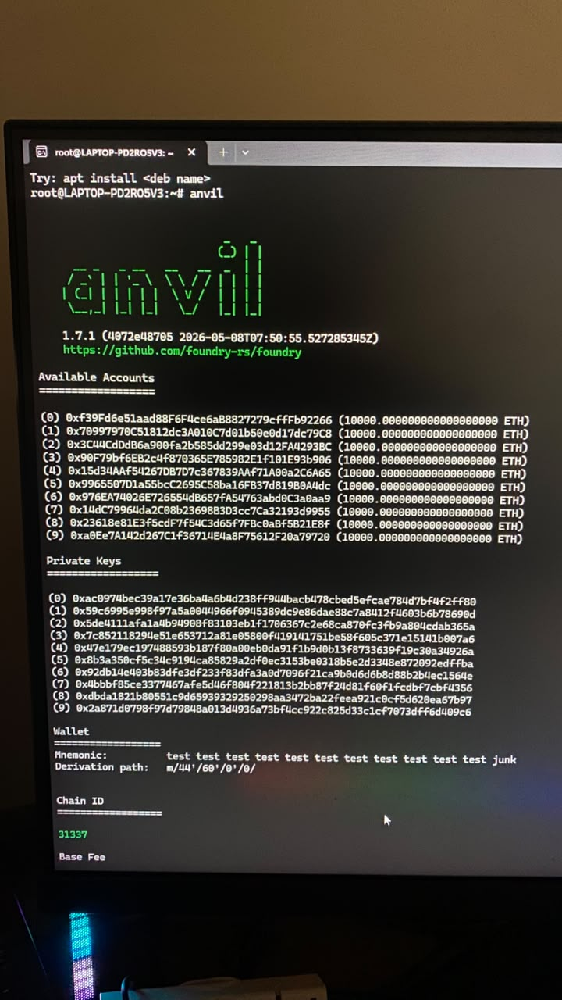 root@LAPTOP-PD2RO5V3: ~
Try: apt install <deb name>
root@LAPTOP-PD2RO5V3:~# anvil
anvil
1.7.1 (4072e48705 2026-05-08T07:50:55.527285345Z)
https://github.com/foundry-rs/foundry
Available Accounts
==================
(0) 0xf39Fd6e51aad88F6F4ce6aB8827279cffFb92266 (10000.000000000000000000 ETH)
(1) 0x70997970C51812dc3A010C7d01b50e0d17dc79C8 (10000.000000000000000000 ETH)
(2) 0x3C44CdDdB6a900fa2b585dd299e03d12FA4293BC (10000.000000000000000000 ETH)
(3) 0x90F79bf6EB2c4f870365E785982E1f101E93b906 (10000.000000000000000000 ETH)
(4) 0x15d34AAf54267DB7D7c367839AAf71A00a2C6A65 (10000.000000000000000000 ETH)
(5) 0x9965507D1a55bcC2695C58ba16FB37d819B0A4dc (10000.000000000000000000 ETH)
(6) 0x976EA74026E726554dB657fA54763abd0C3a0aa9 (10000.000000000000000000 ETH)
(7) 0x14dC79964da2C08b23698B3D3cc7Ca32193d9955 (10000.000000000000000000 ETH)
(8) 0x23618e81E3f5cdF7f54C3d65f7FBc0aBf5B21E8f (10000.000000000000000000 ETH)
(9) 0xa0Ee7A142d267C1f36714E4a8F75612F20a79720 (10000.000000000000000000 ETH)
Private Keys
==================
(0) 0xac0974bec39a17e36ba4a6b4d238ff944bacb478cbed5efcae784d7bf4f2ff80
(1) 0x59c6995e998f97a5a0044966f0945389dc9e86dae88c7a8412f4603b6b78690d
(2) 0x5de4111afa1a4b94908f83103eb1f1706367c2e68ca870fc3fb9a804cdab365a
(3) 0x7c852118294e51e653712a81e05800f419141751be58f605c371e15141b007a6
(4) 0x47e179ec197488593b187f80a00eb0da91f1b9d0b13f8733639f19c30a34926a
(5) 0x8b3a350cf5c34c9194ca85829a2df0ec3153be0318b5e2d3348e872092edffba
(6) 0x92db14e403b83dfe3df233f83dfa3a0d7096f21ca9b0d6d6b8d88b2b4ec1564e
(7) 0x4bbbf85ce3377467afe5d46f804f221813b2bb87f24d81f60f1fcdbf7cbf4356
(8) 0xdbda1821b80551c9d65939329250298aa3472ba22feea921c0cf5d620ea67b97
(9) 0x2a871d0798f97d79848a013d4936a73bf4cc922c825d33c1cf7073dff6d409c6
Wallet
==================
Mnemonic: test test test test test test test test test test test junk
Derivation path: m/44'/60'/0'/0/
Chain ID
==================
31337
Base Fee